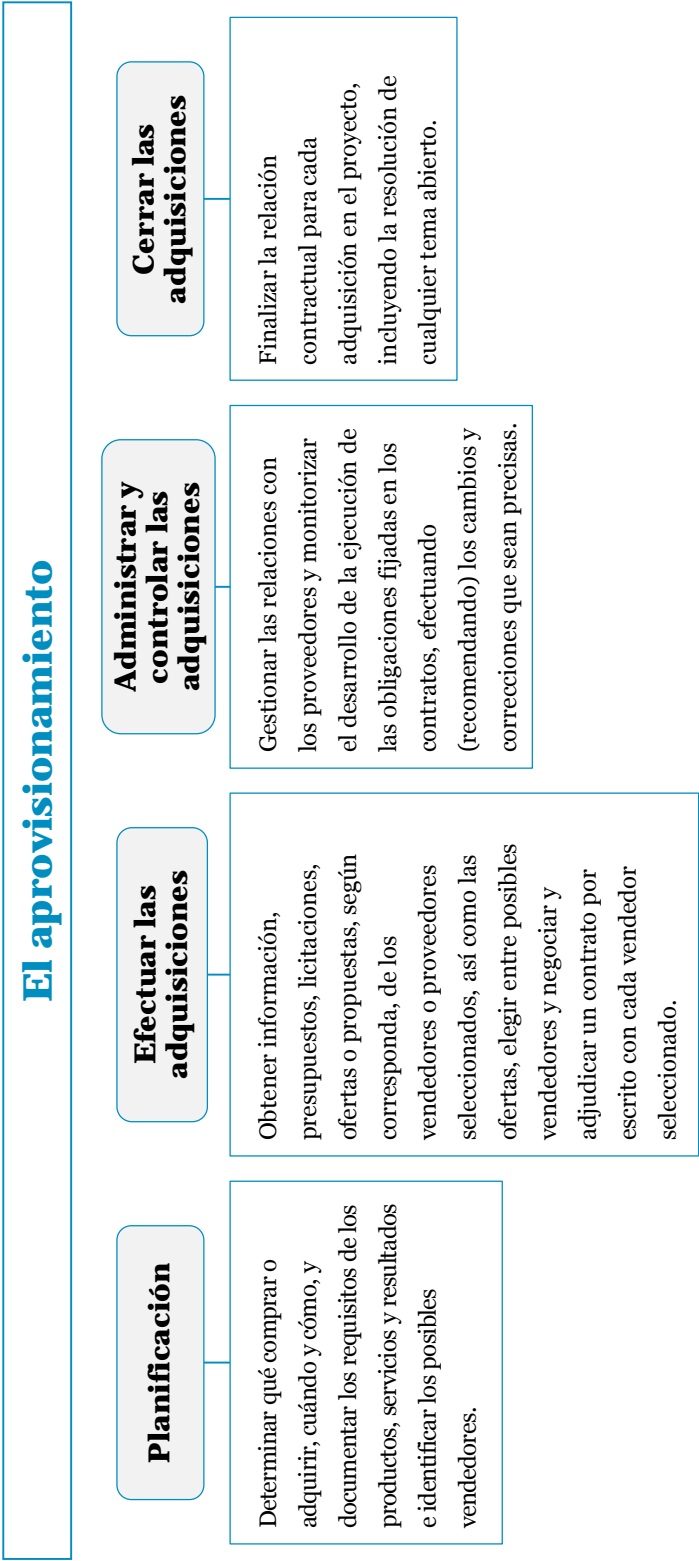 El aprovisionamiento
Planificación
Determinar qué comprar o
adquirir, cuándo y cómo, y
documentar los requisitos de los
productos, servicios y resultados
e identificar los posibles
vendedores.
Efectuar las
adquisiciones
Obtener información,
presupuestos, licitaciones,
ofertas o propuestas, según
corresponda, de los
vendedores o proveedores
seleccionados, así como las
ofertas, elegir entre posibles
vendedores y negociar y
adjudicar un contrato por
escrito con cada vendedor
seleccionado.
Administrar y
controlar las
adquisiciones
Gestionar las relaciones con
los proveedores y monitorizar
el desarrollo de la ejecución de
las obligaciones fijadas en los
contratos, efectuando
(recomendando) los cambios y
correcciones que sean precisas.
Cerrar las
adquisiciones
Finalizar la relación
contractual para cada
adquisición en el proyecto,
incluyendo la resolución de
cualquier tema abierto.